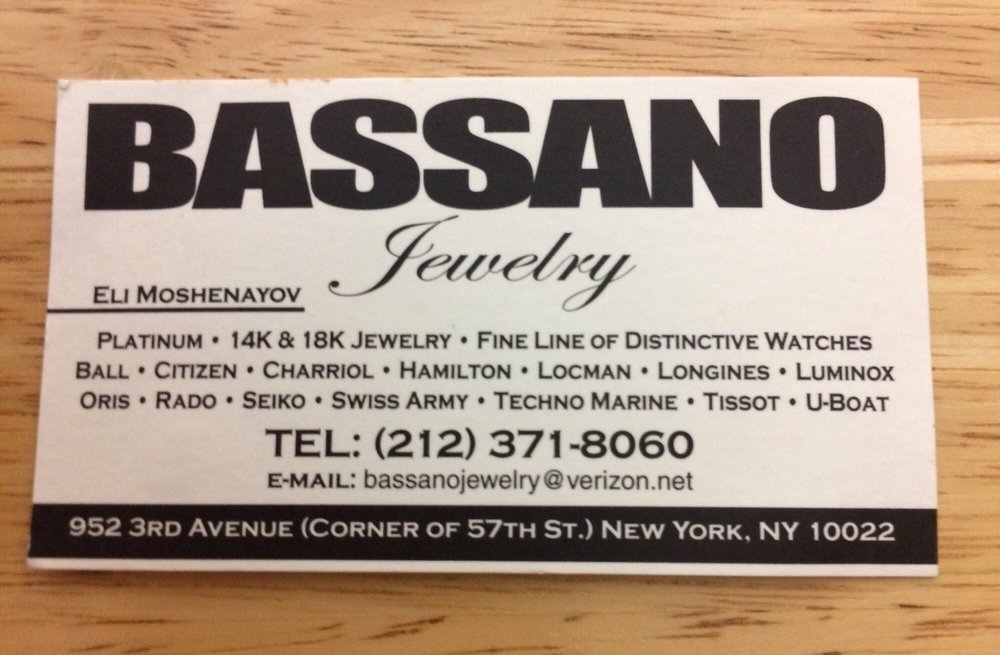 BASSANO
Jewelry
ELI MOSHENAYOV
PLATINUM • 14K & 18K JEWELRY • FINE LINE OF DISTINCTIVE WATCHES
BALL • CITIZEN • CHARRIOL • HAMILTON • LOCMAN • LONGINES • LUMINOX
ORIS • RADO • SEIKO • SWISS ARMY • TECHNO MARINE • TISSOT • U-BOAT
TEL: (212) 371-8060
E-MAIL: bassanojewelry@verizon.net
952 3RD AVENUE (CORNER OF 57TH ST.) NEW YORK, NY 10022